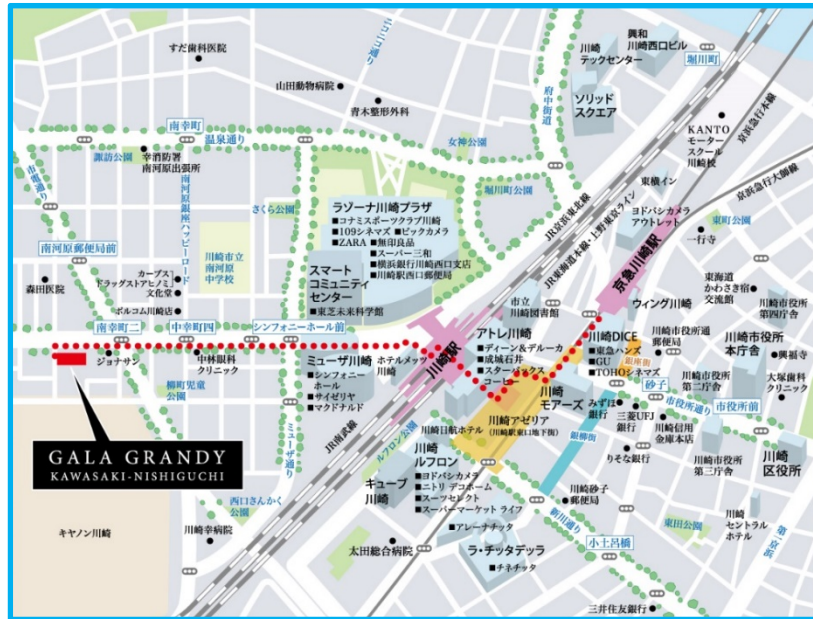 すだ歯科医院
ニコニコ通り
山田動物病院
青木整形外科
府中街道
川崎
テックセンター
興和
川崎西口ビル
堀川町
ソリッド
スクエア
KANTO
モーター
スクール
川崎校
京浜急行本線
京浜急行大師線
南幸町
温泉通り
女神公園
諏訪公園
幸消防署
南河原出張所
市電通り
南河原銀座ハッピーロード
さくら公園
堀川町公園
JR京浜東北線
JR東海道本線・上野東京ライン
東横イン
ヨドバシカメラ
アウトレット
東町公園
一行寺
京急川崎駅
ラゾーナ川崎プラザ
■コナミスポーツクラブ川崎
■109シネマズ ■ビックカメラ
■ZARA ■無印良品
■スーパー三和
■横浜銀行川崎西口支店
■川崎駅西口郵便局
南河原郵便局前
川崎市立
南河原
中学校
スマート
コミュニティ
センター
■東芝未来科学館
森田医院
カーブス
ドラッグストアヒノミ
文化堂
ボルコム川崎店
市立
川崎図書館
ウィング川崎
東海道
かわさき宿
交流館
川崎市役所
第四庁舎
南幸町二
中幸町四
シンフォニーホール前
川崎駅
アトレ川崎
■ディーン&デルーカ
■成城石井
■スターバックス
コーヒー
川崎DICE
■東急ハンズ
■GU
■TOHOシネマズ
川崎市役所通
郵便局
川崎市役所
本庁舎
興福寺
銀座街
砂子
川崎市役所
第二庁舎
大塚歯科
クリニック
ジョナサン
中林眼科
クリニック
ミューザ川崎
■シンフォニー
ホール
■サイゼリヤ
■マクドナルド
ホテルメッツ
川崎
柳町児童
公園
川崎
モアーズ
みずほ
銀行
三菱UFJ
銀行
市役所通り
市役所前
川崎信用
金庫本店
りそな銀行
銀柳街
川崎市役所
第三庁舎
川崎
区役所
GALA GRANDY
KAWASAKI-NISHIGUCHI
JR南武線
ミューザ通り
ルフロン公園
川崎日航ホテル
川崎アゼリア
(川崎駅東口地下街)
川崎
ルフロン
■ヨドバシカメラ
■ニトリ デコホーム
■スーツセレクト
■スーパーマーケット ライフ
キューブ
川崎
西口さんかく
公園
川崎幸病院
キヤノン川崎
太田総合病院
■アレーナチッタ
ラ・チッタデッラ
■チネチッタ
川崎砂子
郵便局
新川通り
小土呂橋
東田公園
川崎
セントラル
ホテル
第一京浜
三井住友銀行